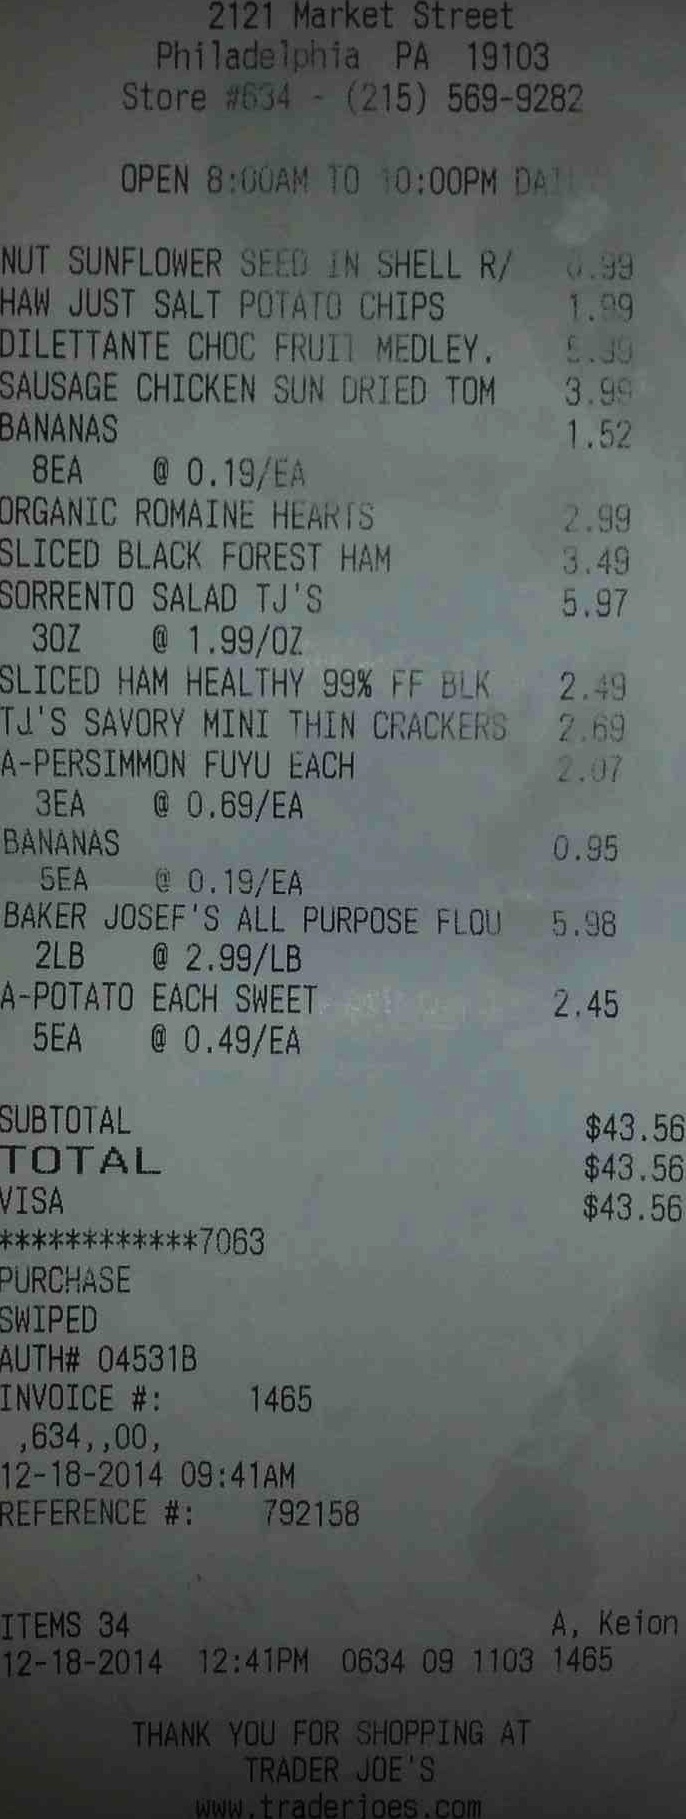 2121 Market Street
Philadelphia PA 19103
Store #634 - (215) 569-9282
OPEN 8:00AM TO 10:00PM
NUT SUNFLOWER SEED IN SHELL R/ 0.99
HAW JUST SALT POTATO CHIPS 1.99
DILETTANTE CHOC FRUIT MEDLEY. 5.99
SAUSAGE CHICKEN SUN DRIED TOM 3.99
BANANAS 1.52
8EA @ 0.19/EA
ORGANIC ROMAINE HEARTS 2.99
SLICED BLACK FOREST HAM 3.49
SORRENTO SALAD TJ'S 5.97
3OZ @ 1.99/OZ
SLICED HAM HEALTHY 99% FF BLK 2.49
TJ'S SAVORY MINI THIN CRACKERS 2.69
A-PERSIMMON FUYU EACH 2.07
3EA @ 0.69/EA
BANANAS 0.95
5EA @ 0.19/EA
BAKER JOSEF'S ALL PURPOSE FLOU 5.98
2LB @ 2.99/LB
A-POTATO EACH SWEET 2.45
5EA @ 0.49/EA
SUBTOTAL $43.56
TOTAL $43.56
VISA $43.56
************7063
PURCHASE
SWIPED
AUTH# 04531B
INVOICE #: 1465
,634,,00,
12-18-2014 09:41AM
REFERENCE #: 792158
ITEMS 34 A, Keion
12-18-2014 12:41PM 0634 09 1103 1465
THANK YOU FOR SHOPPING AT
TRADER JOE'S
www.traderjoes.com